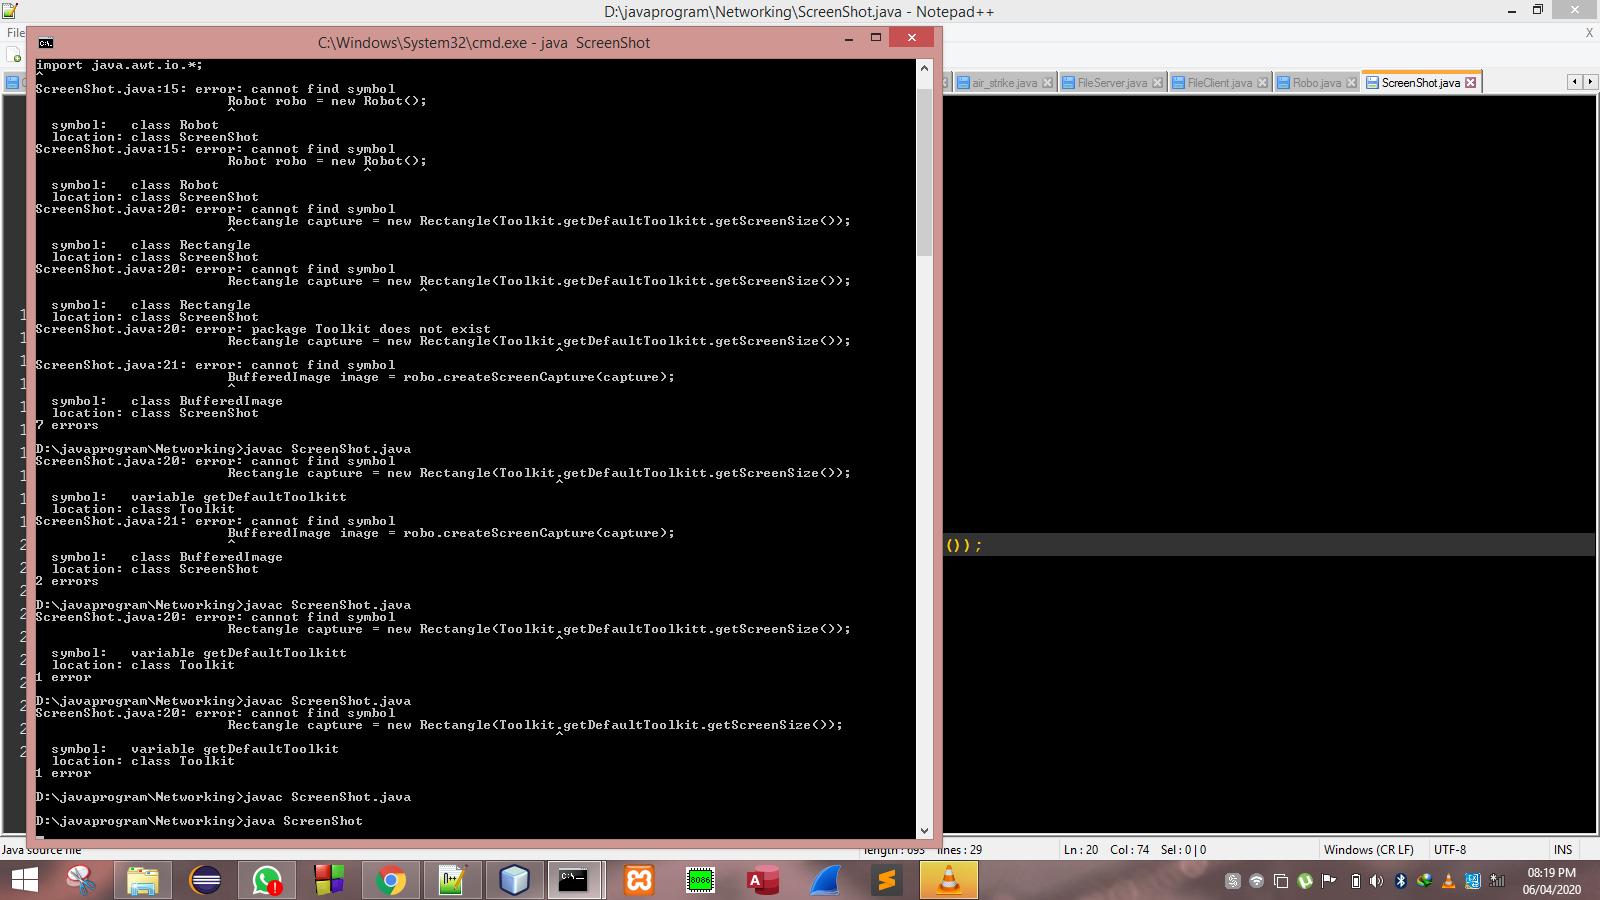 D:\javaprogram\Networking\ScreenShot.java - Notepad++
File
C:\Windows\System32\cmd.exe - java  ScreenShot
air_strike.java
FileServer.java
FileClient.java
Robo.java
ScreenShot.java
import java.awt.io.*;
^
ScreenShot.java:15: error: cannot find symbol
Robot robo = new Robot();
^
symbol:   class Robot
location: class ScreenShot
ScreenShot.java:15: error: cannot find symbol
Robot robo = new Robot();
^
symbol:   class Robot
location: class ScreenShot
ScreenShot.java:20: error: cannot find symbol
Rectangle capture = new Rectangle(Toolkit.getDefaultToolkitt.getScreenSize());
^
symbol:   class Rectangle
location: class ScreenShot
ScreenShot.java:20: error: cannot find symbol
Rectangle capture = new Rectangle(Toolkit.getDefaultToolkitt.getScreenSize());
^
symbol:   class Rectangle
location: class ScreenShot
ScreenShot.java:20: error: package Toolkit does not exist
Rectangle capture = new Rectangle(Toolkit.getDefaultToolkitt.getScreenSize());
^
ScreenShot.java:21: error: cannot find symbol
BufferedImage image = robo.createScreenCapture(capture);
^
symbol:   class BufferedImage
location: class ScreenShot
7 errors
D:\javaprogram\Networking>javac ScreenShot.java
ScreenShot.java:20: error: cannot find symbol
Rectangle capture = new Rectangle(Toolkit.getDefaultToolkitt.getScreenSize());
^
symbol:   variable getDefaultToolkitt
location: class Toolkit
ScreenShot.java:21: error: cannot find symbol
BufferedImage image = robo.createScreenCapture(capture);
^
symbol:   class BufferedImage
location: class ScreenShot
2 errors
D:\javaprogram\Networking>javac ScreenShot.java
ScreenShot.java:20: error: cannot find symbol
Rectangle capture = new Rectangle(Toolkit.getDefaultToolkitt.getScreenSize());
^
symbol:   variable getDefaultToolkitt
location: class Toolkit
1 error
D:\javaprogram\Networking>javac ScreenShot.java
ScreenShot.java:20: error: cannot find symbol
Rectangle capture = new Rectangle(Toolkit.getDefaultToolkit.getScreenSize());
^
symbol:   variable getDefaultToolkit
location: class Toolkit
1 error
D:\javaprogram\Networking>javac ScreenShot.java
D:\javaprogram\Networking>java ScreenShot
());
Java source file
lines : 29
Ln : 20   Col : 74   Sel : 0 | 0
Windows (CR LF)
UTF-8
INS
8086
08:19 PM
06/04/2020